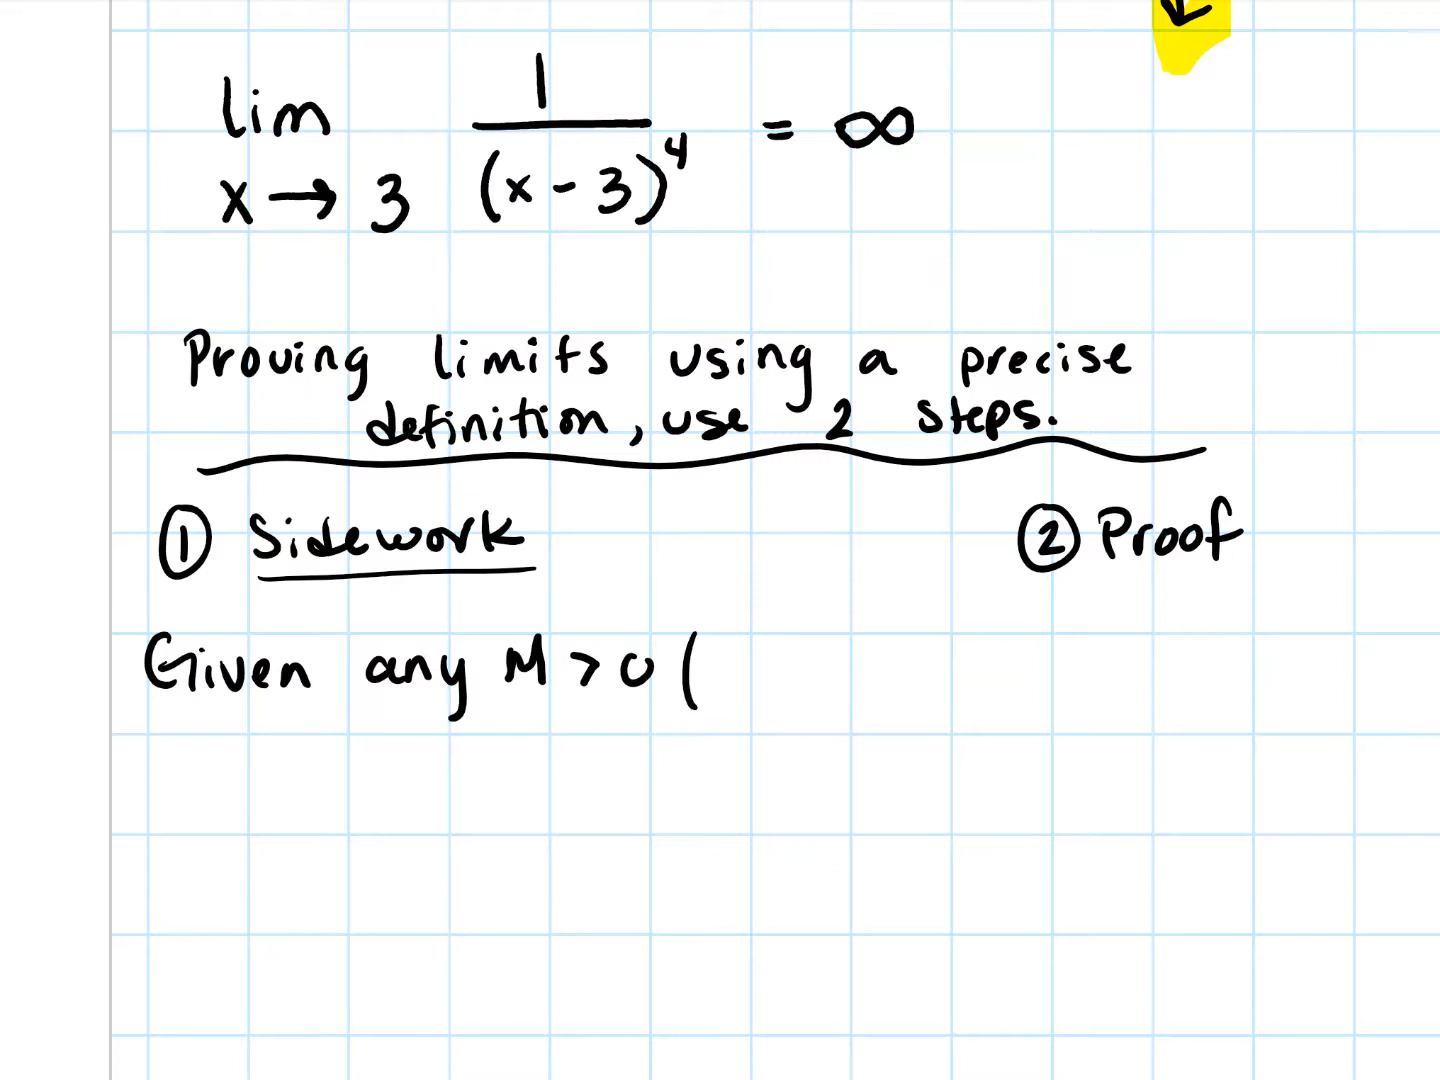 lim x → 3 1 / (x - 3)^4 = ∞
Proving limits using a precise
definition, use 2 steps.
① Sidework
② Proof
Given any M > 0 (